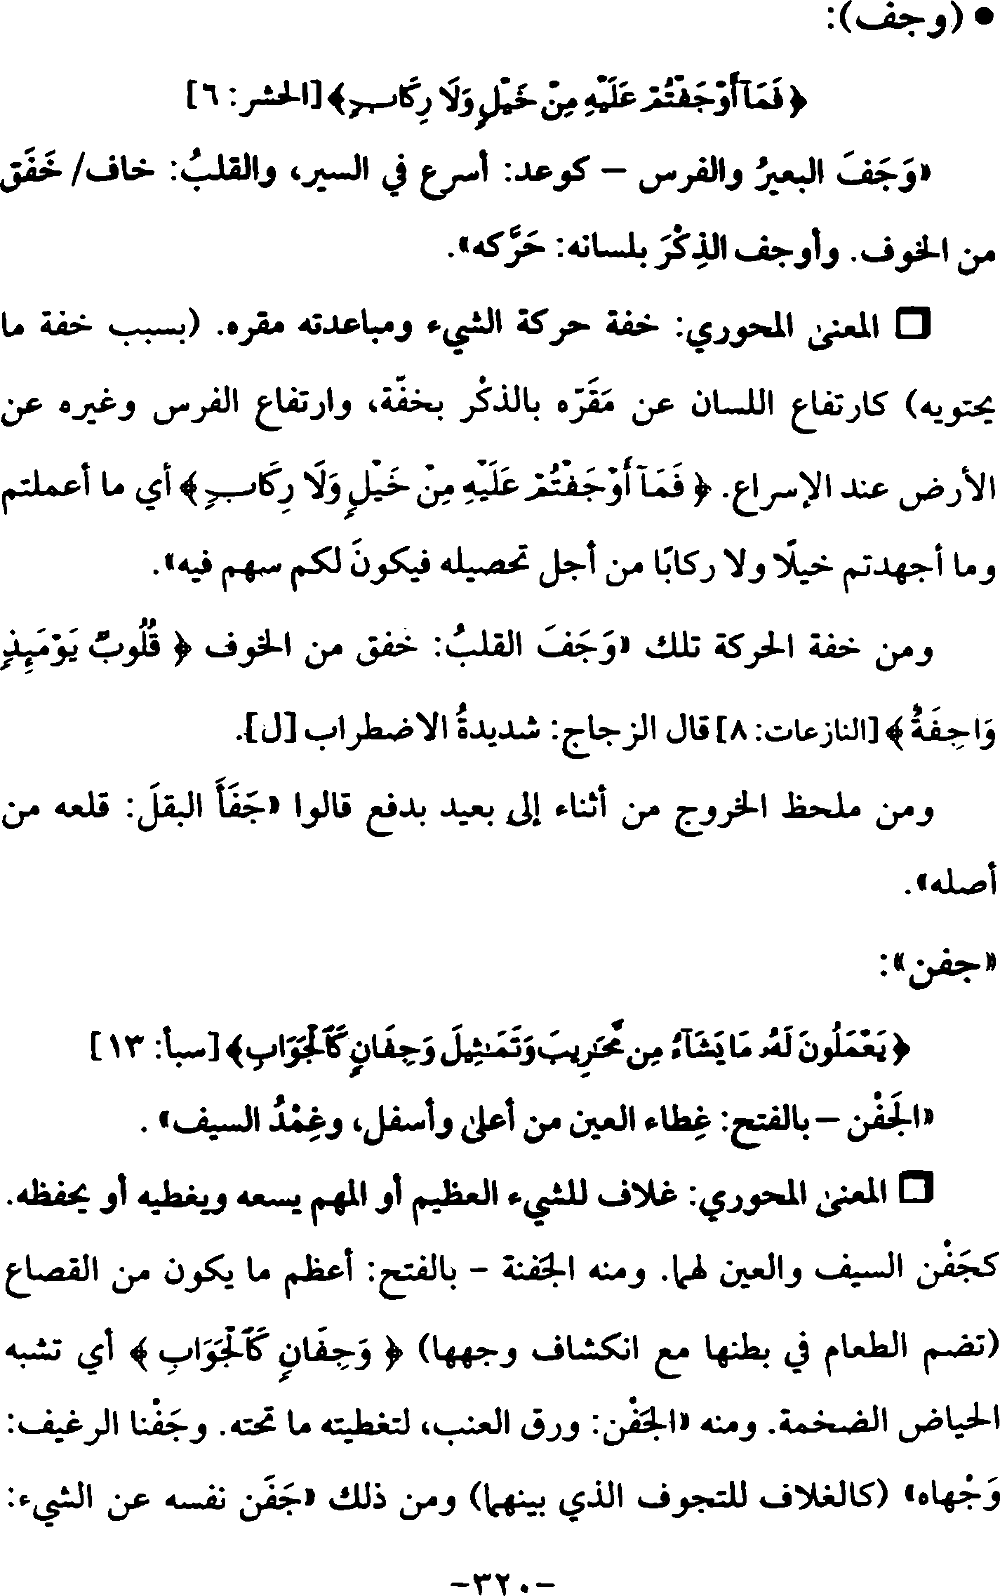 • (وجف):
﴿ فَمَآ أَوْجَفْتُمْ عَلَيْهِ مِنْ خَيْلٍ وَلَا رِكَابٍ ﴾ [الحشر: ٦]
«وَجَفَ البعيرُ والفرس – كوعد: أسرع في السير، والقلبُ: خاف/ خَفَق
من الخوف. وأوجف الذِكْرَ بلسانه: حَرَّكه».
❒ المعنى المحوري: خفة حركة الشيء ومباعدته مقره. (بسبب خفة ما
يحتويه) كارتفاع اللسان عن مَقَرّه بالذكْر بخفّة، وارتفاع الفرس وغيره عن
الأرض عند الإسراع. ﴿ فَمَآ أَوْجَفْتُمْ عَلَيْهِ مِنْ خَيْلٍ وَلَا رِكَابٍ ﴾ أي ما أعملتم
وما أجهدتم خيلًا ولا ركابًا من أجل تحصيله فيكونَ لكم سهم فيه».
ومن خفة الحركة تلك «وَجَفَ القلبُ: خفق من الخوف ﴿ قُلُوبٌ يَوْمَئِذٍ
وَاجِفَةٌ ﴾ [النازعات: ٨] قال الزجاج: شديدةُ الاضطراب [ل].
ومن ملحظ الخروج من أثناء إلى بعيد بدفع قالوا «جَفَأَ البقلَ: قلعه من
أصله».
«جفن»:
﴿ يَعْمَلُونَ لَهُۥ مَا يَشَآءُ مِن مَّحَٰرِيبَ وَتَمَٰثِيلَ وَجِفَانٍ كَٱلْجَوَابِ ﴾ [سبأ: ١٣]
«الجَفْن – بالفتح: غِطاء العين من أعلى وأسفل، وغِمْدُ السيف» .
❒ المعنى المحوري: غلاف للشيء العظيم أو المهم يسعه ويغطيه أو يحفظه.
كجَفْن السيف والعين لهما. ومنه الجَفنة – بالفتح: أعظم ما يكون من القصاع
(تضم الطعام في بطنها مع انكشاف وجهها) ﴿ وَجِفَانٍ كَٱلْجَوَابِ ﴾ أي تشبه
الحياض الضخمة. ومنه «الجَفْن: ورق العنب، لتغطيته ما تحته. وجَفْنا الرغيف:
وَجْهاه» (كالغلاف للتجوف الذي بينهما) ومن ذلك «جَفَن نفسه عن الشيء:
-٣٢٠-